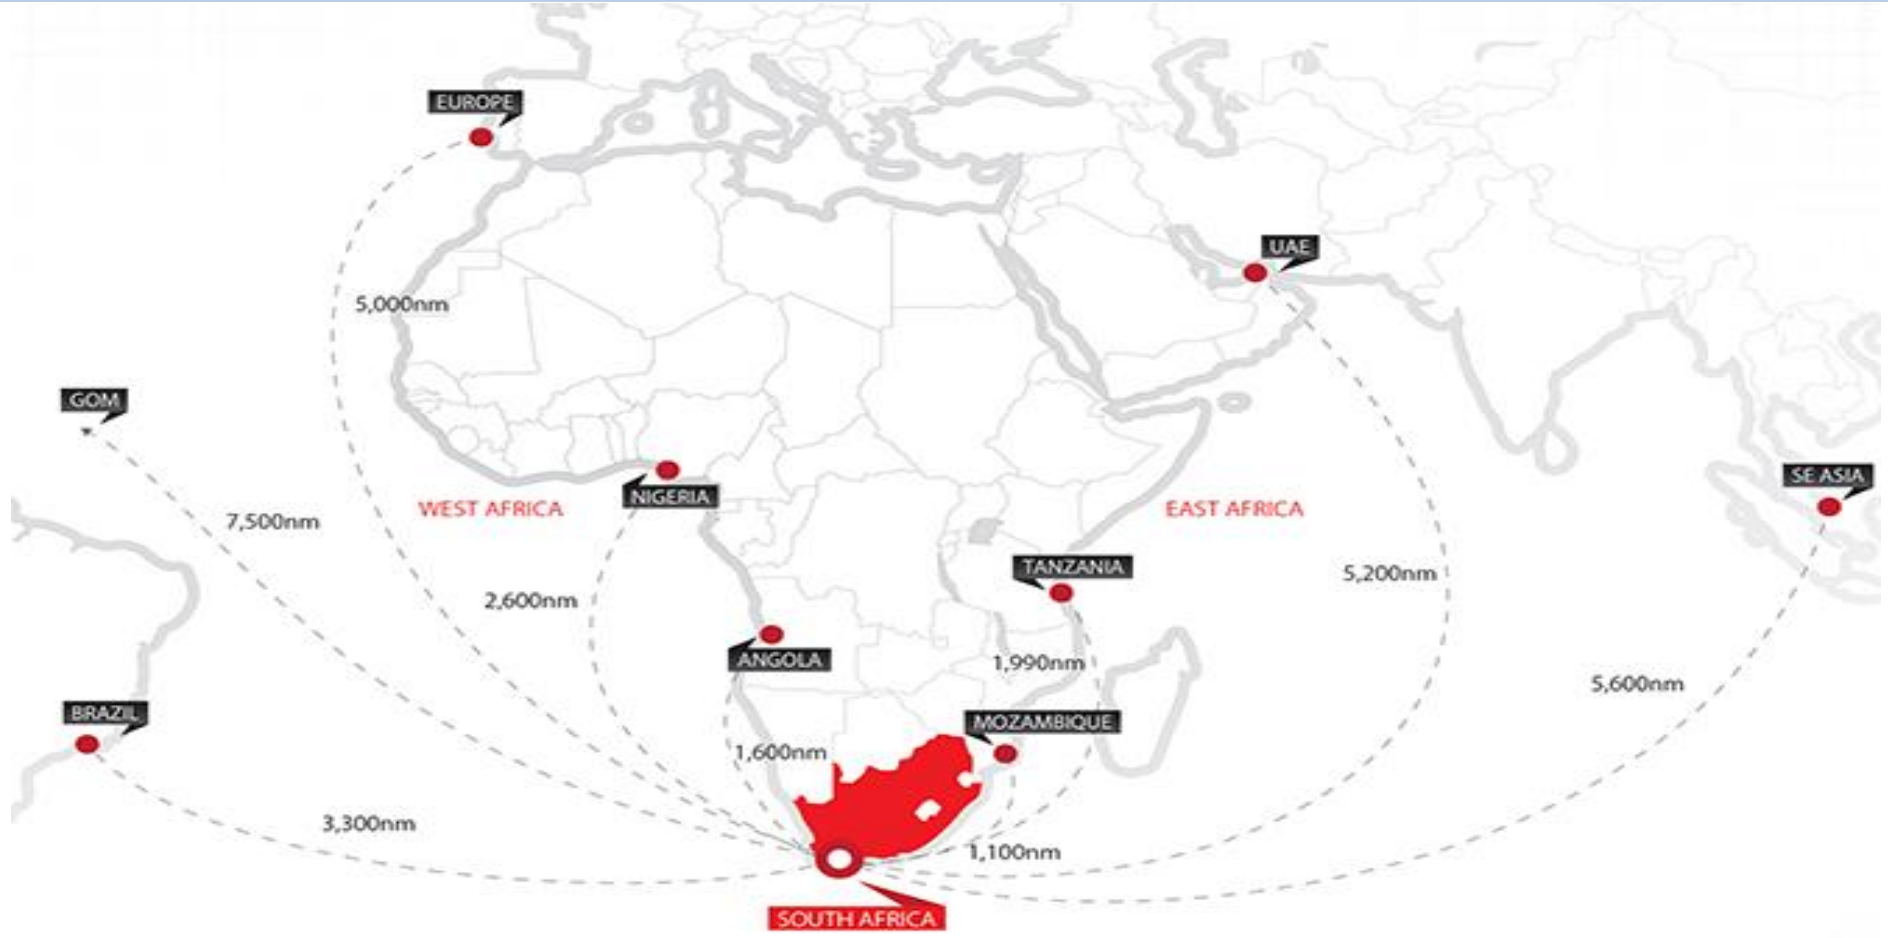 EUROPE
UAE
5,000nm
GOM
SE ASIA
NIGERIA
WEST AFRICA
EAST AFRICA
7,500nm
TANZANIA
5,200nm
2,600nm
ANGOLA
1,990nm
5,600nm
BRAZIL
MOZAMBIQUE
1,600nm
3,300nm
1,100nm
SOUTH AFRICA